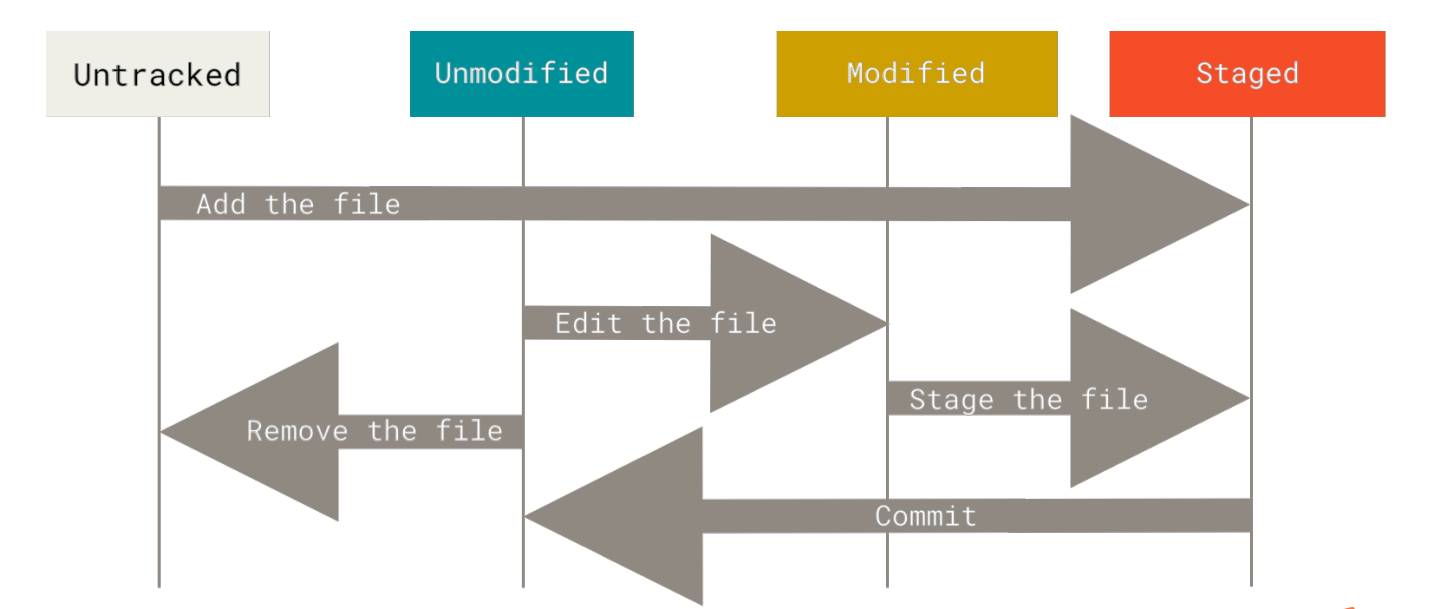 Untracked
Unmodified
Modified
Staged
Add the file
Edit the file
Stage the file
Remove the file
Commit